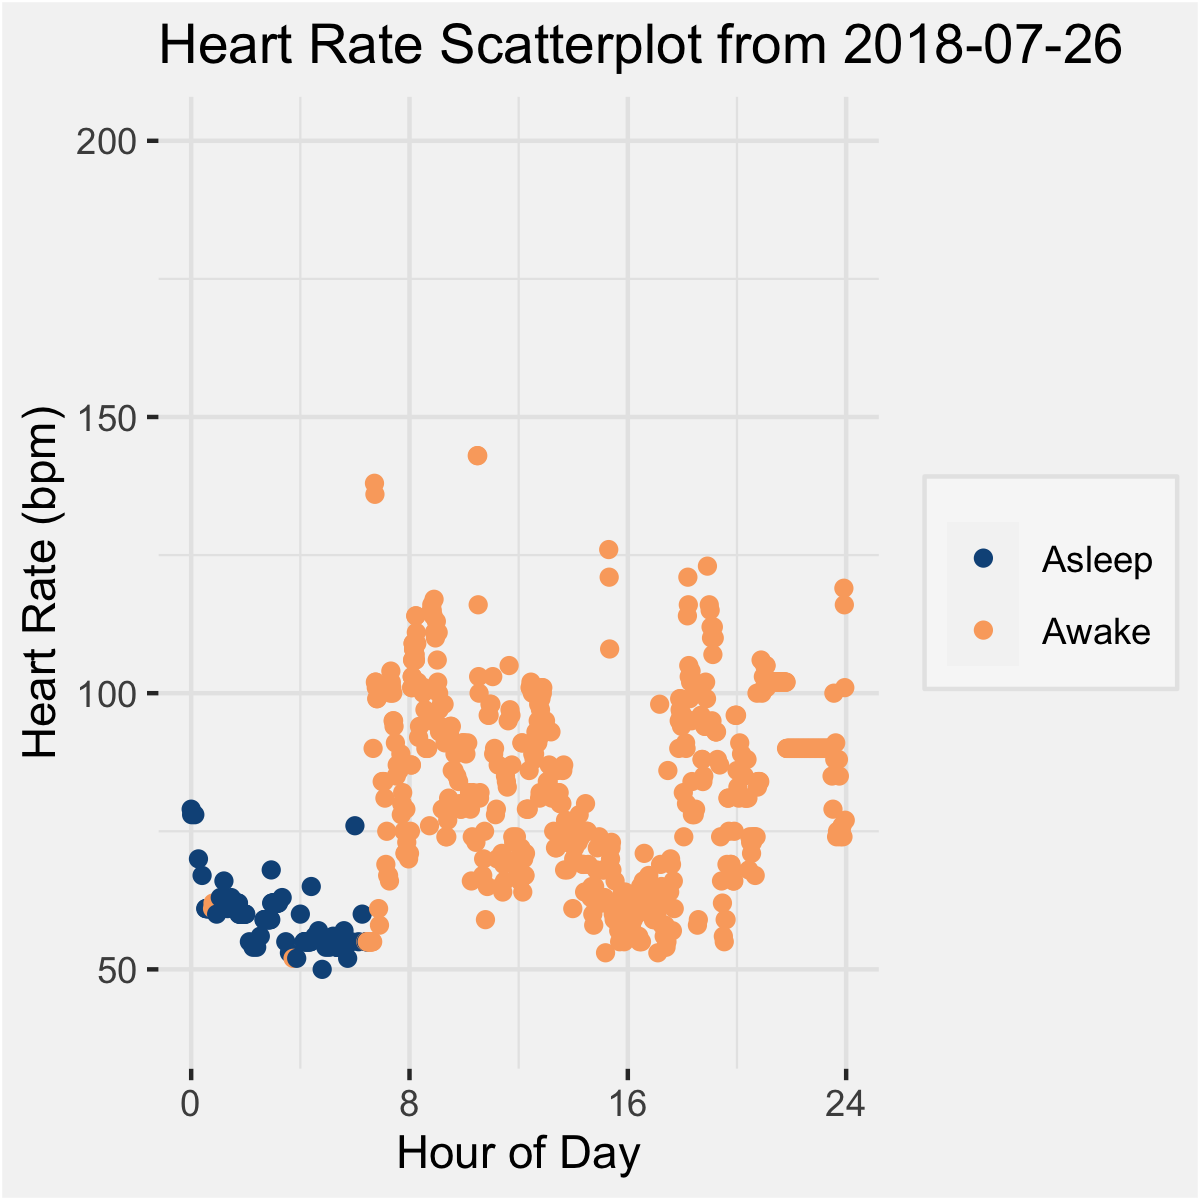 Heart Rate Scatterplot from 2018-07-26
200
150
100
50
Heart Rate (bpm)
0 8 16 24
Hour of Day
Asleep
Awake